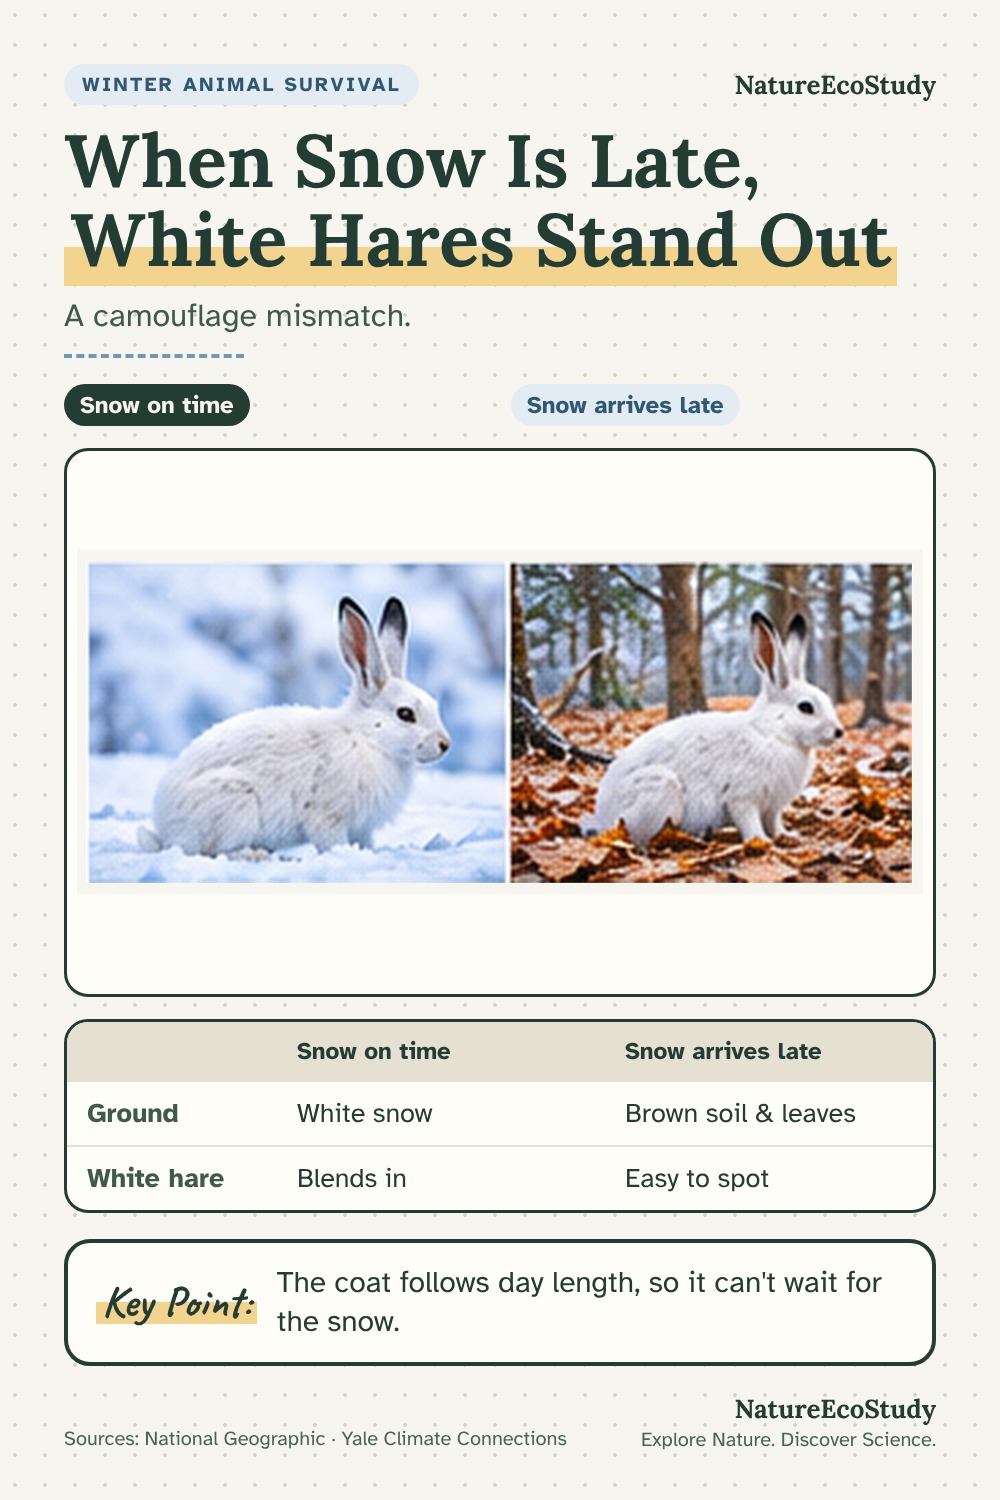 WINTER ANIMAL SURVIVAL
NatureEcoStudy
When Snow Is Late,
White Hares Stand Out
A camouflage mismatch.
Snow on time
Snow arrives late
Snow on time
Snow arrives late
Ground
White snow
Brown soil & leaves
White hare
Blends in
Easy to spot
Key Point:
The coat follows day length, so it can't wait for
the snow.
NatureEcoStudy
Sources: National Geographic · Yale Climate Connections
Explore Nature. Discover Science.